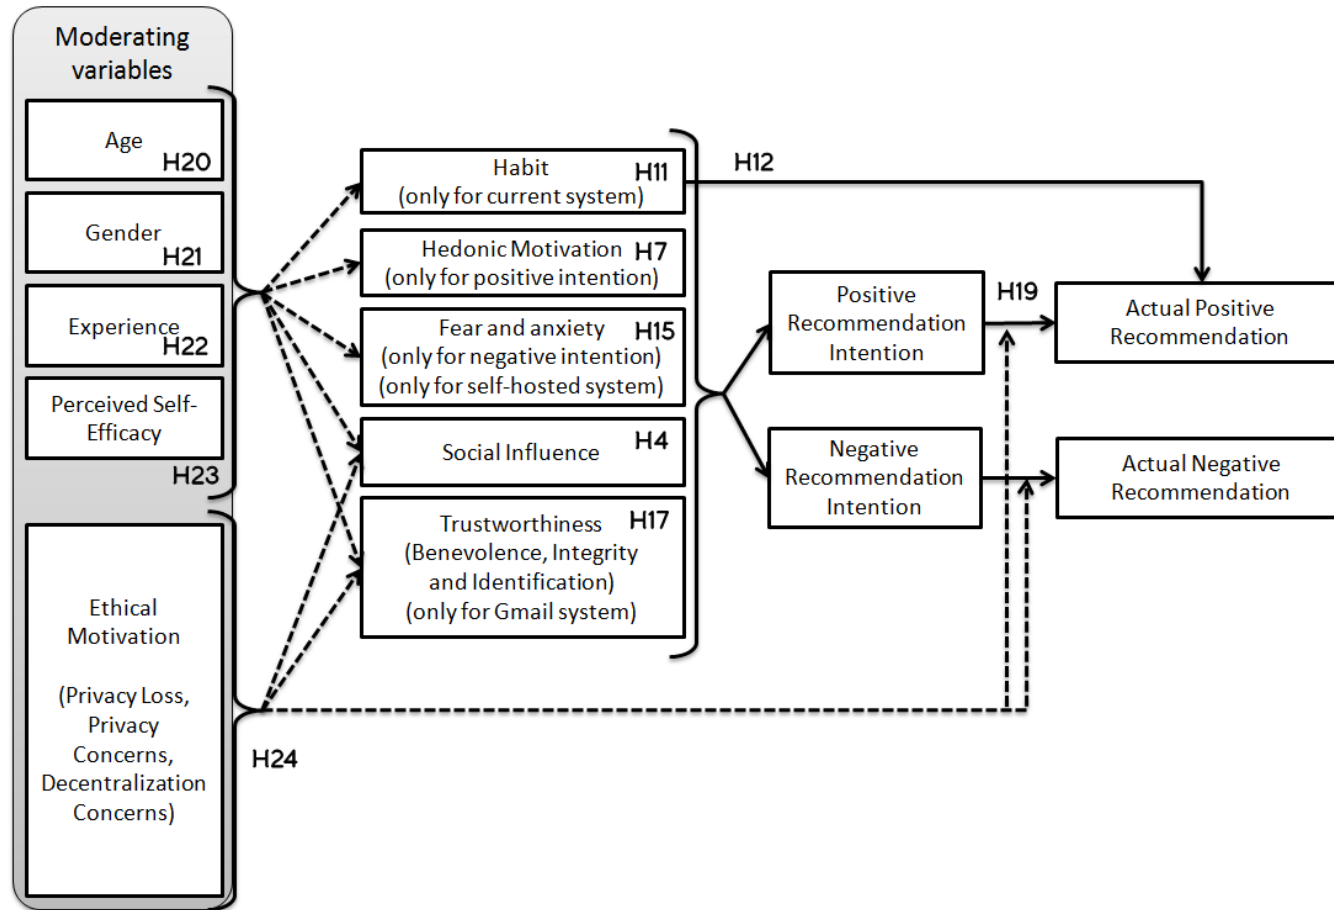 Moderating
variables
Age
H20
Gender
H21
Experience
H22
Perceived Self-
Efficacy
H23
Ethical
Motivation
(Privacy Loss,
Privacy
Concerns,
Decentralization
Concerns)
H24
Habit
H11
(only for current system)
Hedonic Motivation
H7
(only for positive intention)
Fear and anxiety
H15
(only for negative intention)
(only for self-hosted system)
Social Influence
H4
Trustworthiness
H17
(Benevolence, Integrity
and Identification)
(only for Gmail system)
H12
Positive
Recommendation
Intention
H19
Actual Positive
Recommendation
Negative
Recommendation
Intention
Actual Negative
Recommendation